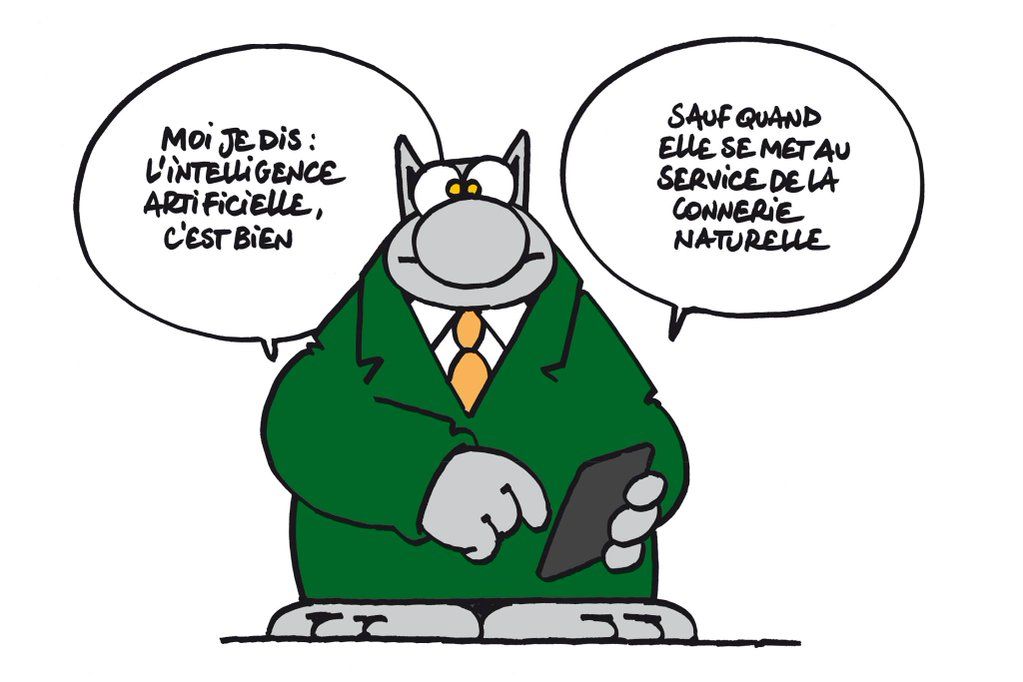 MOI JE DIS :
L'INTELLIGENCE
ARTIFICIELLE,
C'EST BIEN
SAUF QUAND
ELLE SE MET AU
SERVICE DE LA
CONNERIE
NATURELLE